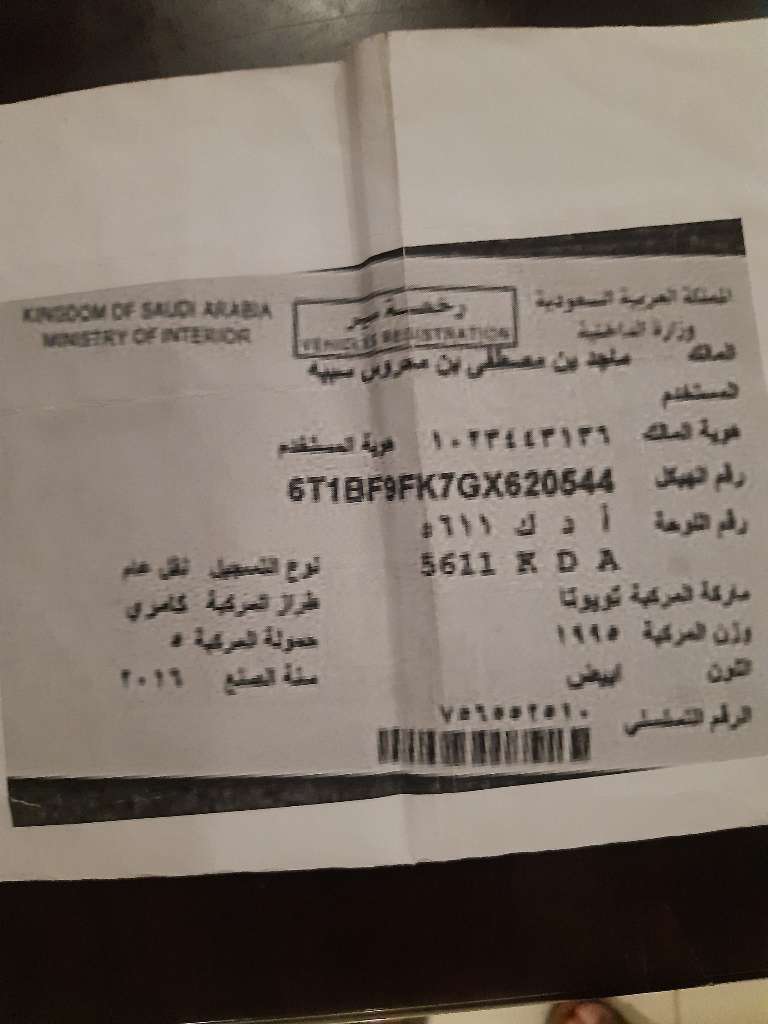 KINGDOM OF SAUDI ARABIA
MINISTRY OF INTERIOR
رخصة سير
VEHICLES REGISTRATION
المملكة العربية السعودية
وزارة الداخلية
المالك ماجد بن مصطفى بن محروس سبيه
المستخدم
هوية المالك ١٠٢٣٤٤٣١٣٦ هوية المستخدم
رقم الهيكل 6T1BF9FK7GX620544
رقم اللوحة أ د ك ٥٦١١
5611 K D A نوع التسجيل نقل عام
ماركة المركبة تويوتا طراز المركبة كامري
وزن المركبة ١٩٩٥ حمولة المركبة ٥
اللون ابيض سنة الصنع ٢٠١٦
الرقم التسلسلي ٧٥٦٥٥٢٥١٠